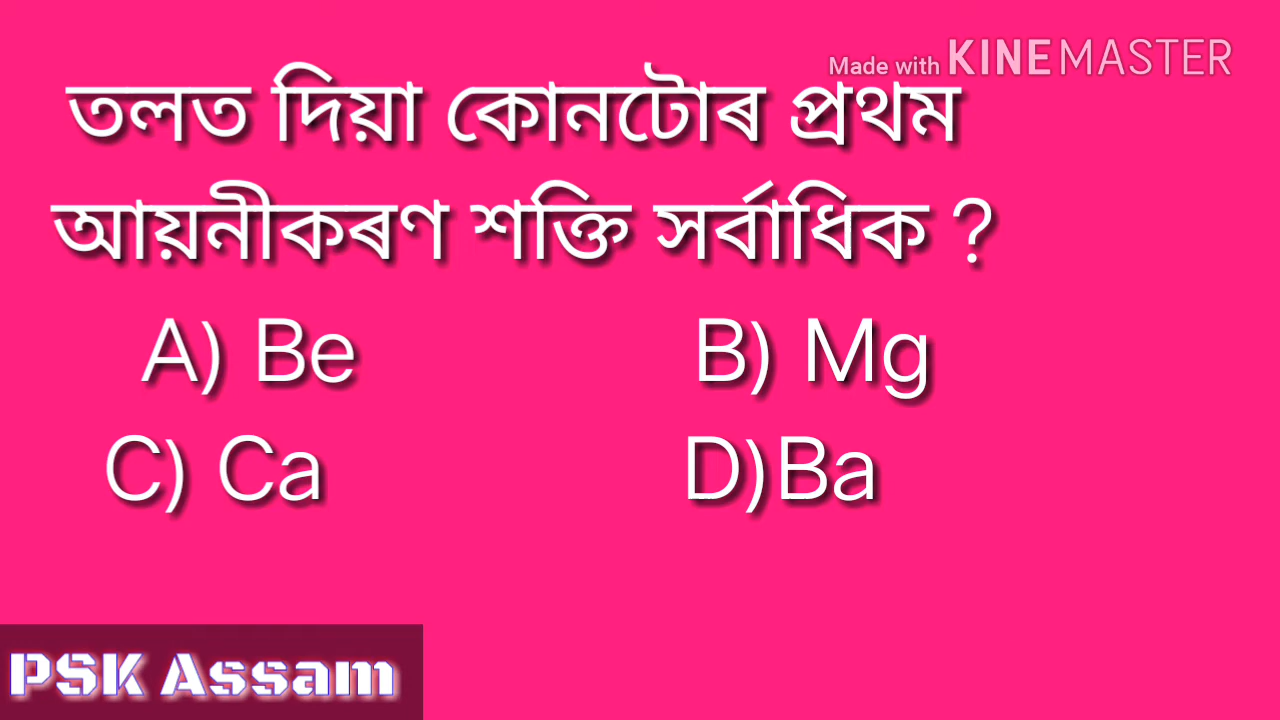 Made with KINEMASTER
তলত দিয়া কোনটোৰ প্ৰথম
আয়নীকৰণ শক্তি সৰ্বাধিক ?
A) Be B) Mg
C) Ca D)Ba
PSK Assam